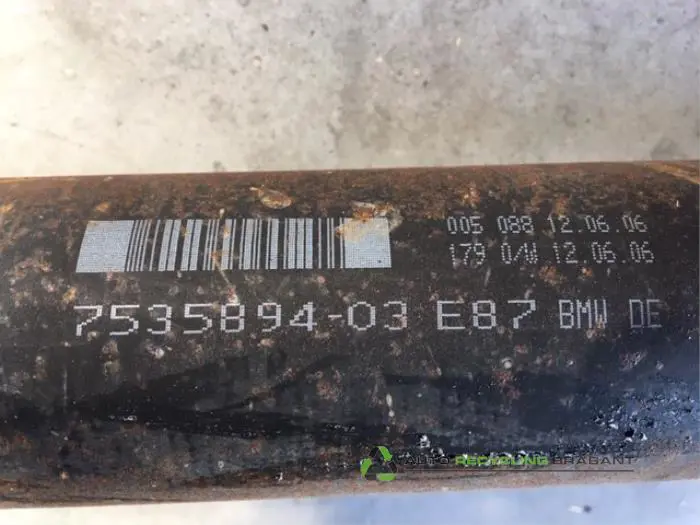 005 088 12.06.06
179 0/W 12.06.06
7535894-03 E87 BMW DE
AUTO RECYCLING BRABANT